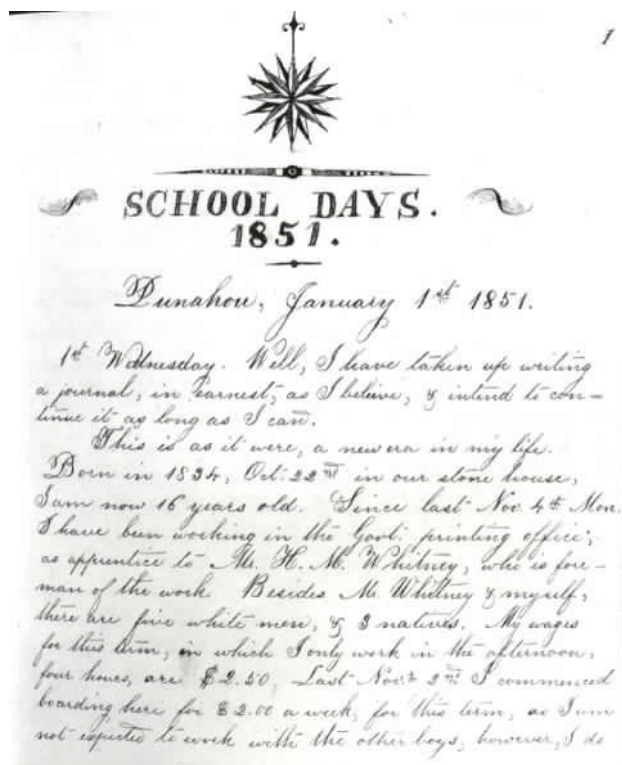 1
SCHOOL DAYS.
1851.
Punahou, January 1st 1851.
1st Wednesday. Well, I have taken up writing
a journal, in earnest, as I believe, & intend to con-
tinue it as long as I can.
This is as it were, a new era in my life.
Born in 1834, Oct. 22nd in our stone house,
I am now 16 years old. Since last Nov. 4th Mon.
I have been working in the Govt. printing office,
as apprentice to Mr. H. M. Whitney, who is fore-
man of the work. Besides Mr. Whitney & myself,
there are five white men, & 3 natives. My wages
for this term, in which I only work in the afternoon,
four hours, are $2.50, Last Nov. 2nd I commenced
boarding here for $2.00 a week, for this term, as I am
not expected to work with the other boys, however, I do